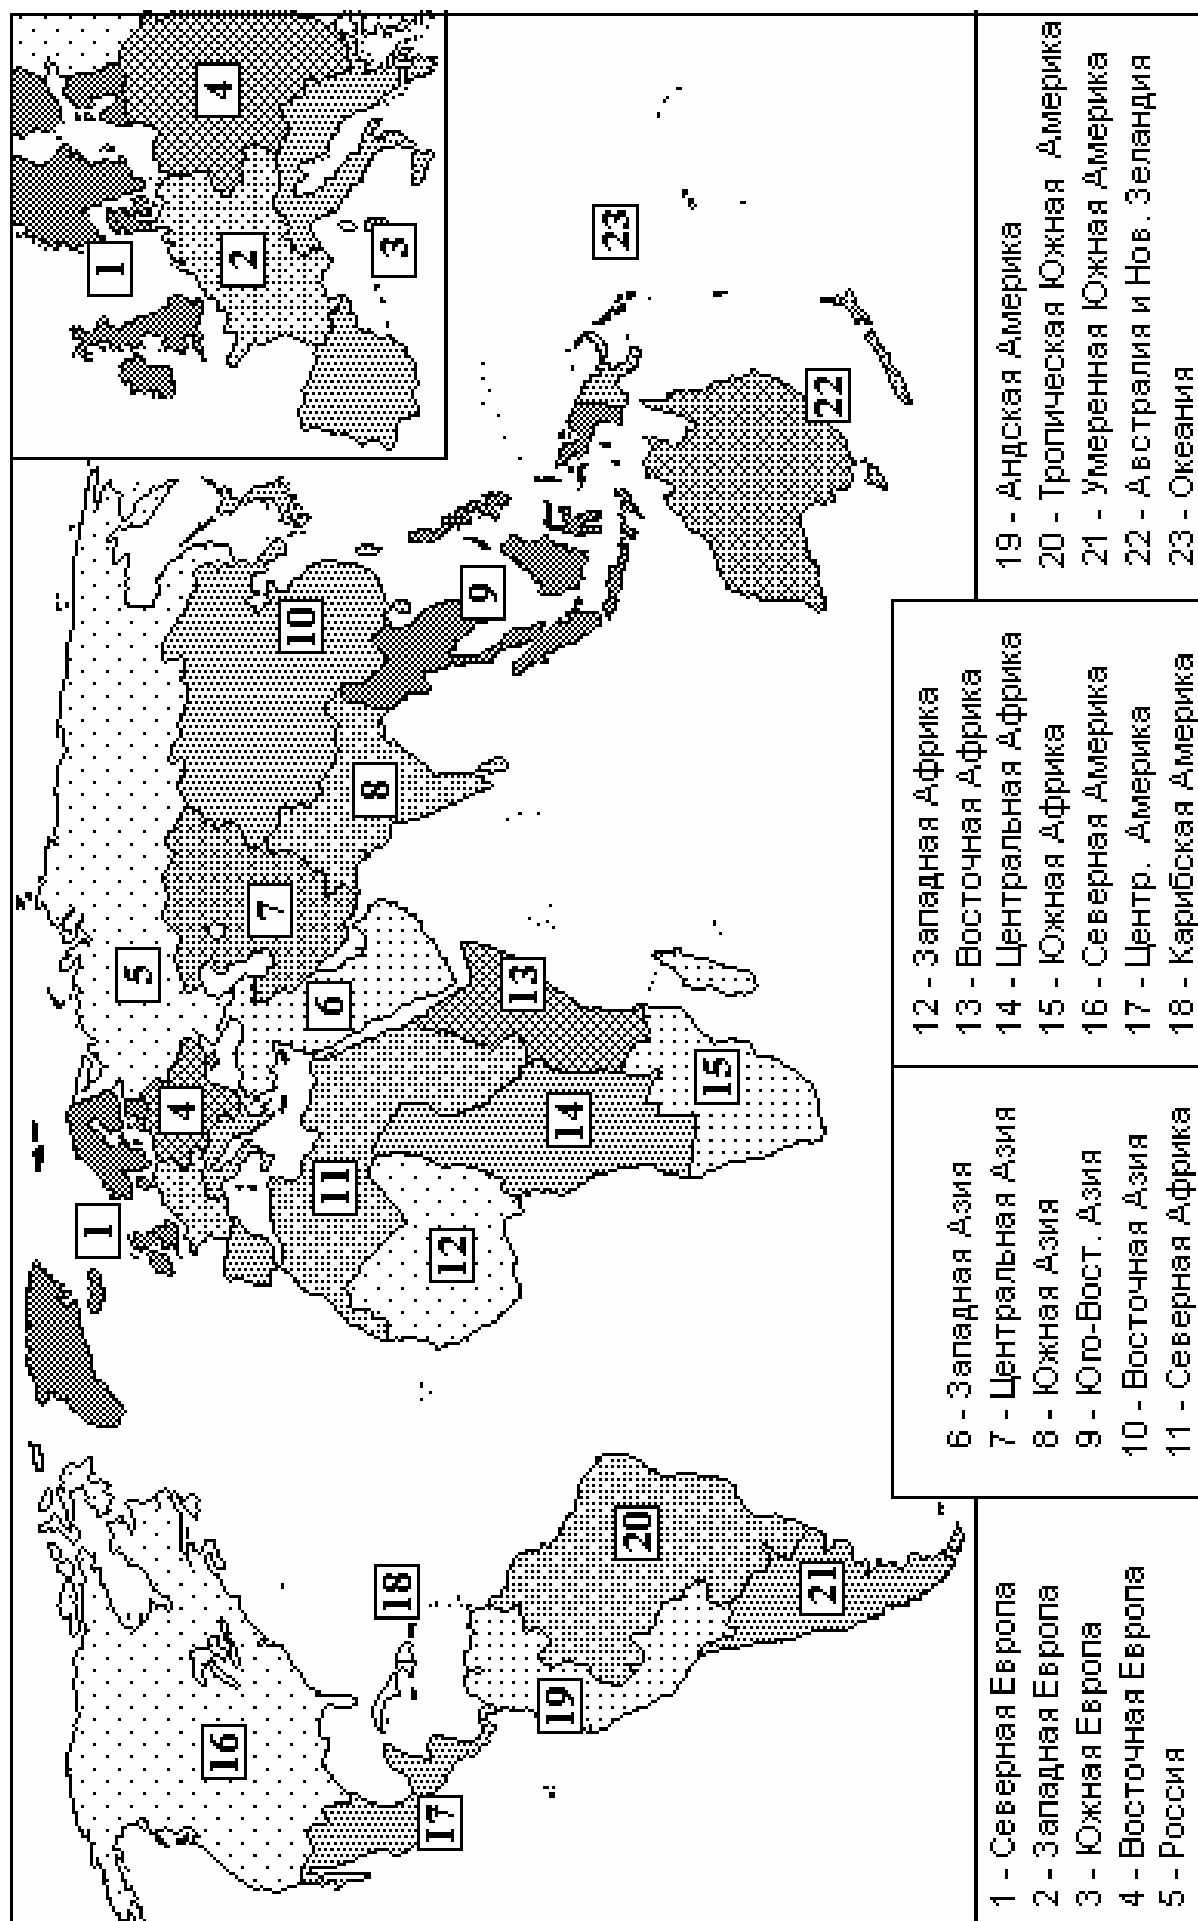 1
2
3
4
1
4
5
6
7
8
9
10
11
12
13
14
15
16
17
18
19
20
21
22
23
1 - Северная Европа
2 - Западная Европа
3 - Южная Европа
4 - Восточная Европа
5 - Россия
6 - Западная Азия
7 - Центральная Азия
8 - Южная Азия
9 - Юго-Вост. Азия
10 - Восточная Азия
11 - Северная Африка
12 - Западная Африка
13 - Восточная Африка
14 - Центральная Африка
15 - Южная Африка
16 - Северная Америка
17 - Центр. Америка
18 - Карибская Америка
19 - Андская Америка
20 - Тропическая Южная Америка
21 - Умеренная Южная Америка
22 - Австралия и Нов. Зеландия
23 - Океания